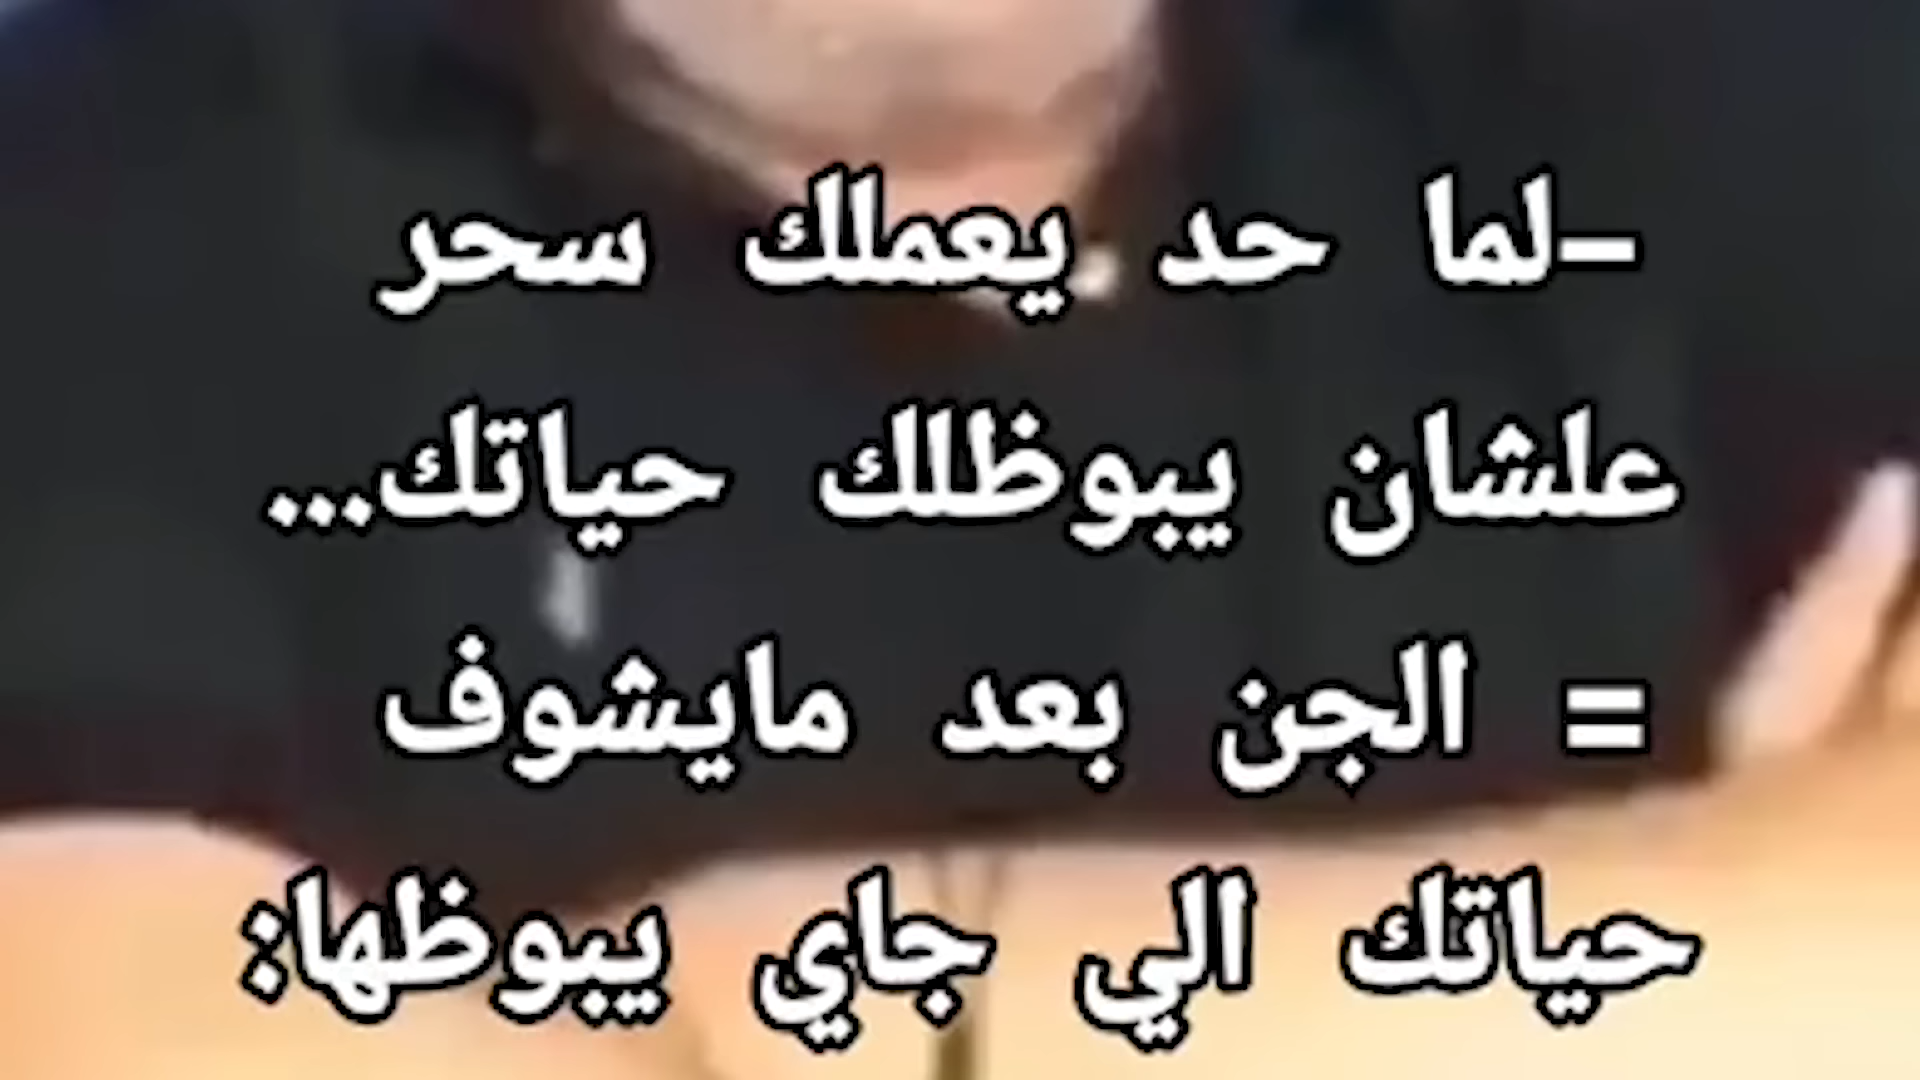 -لما حد يعملك سحر
علشان يبوظلك حياتك...
= الجن بعد مايشوف
حياتك الي جاي يبوظها: